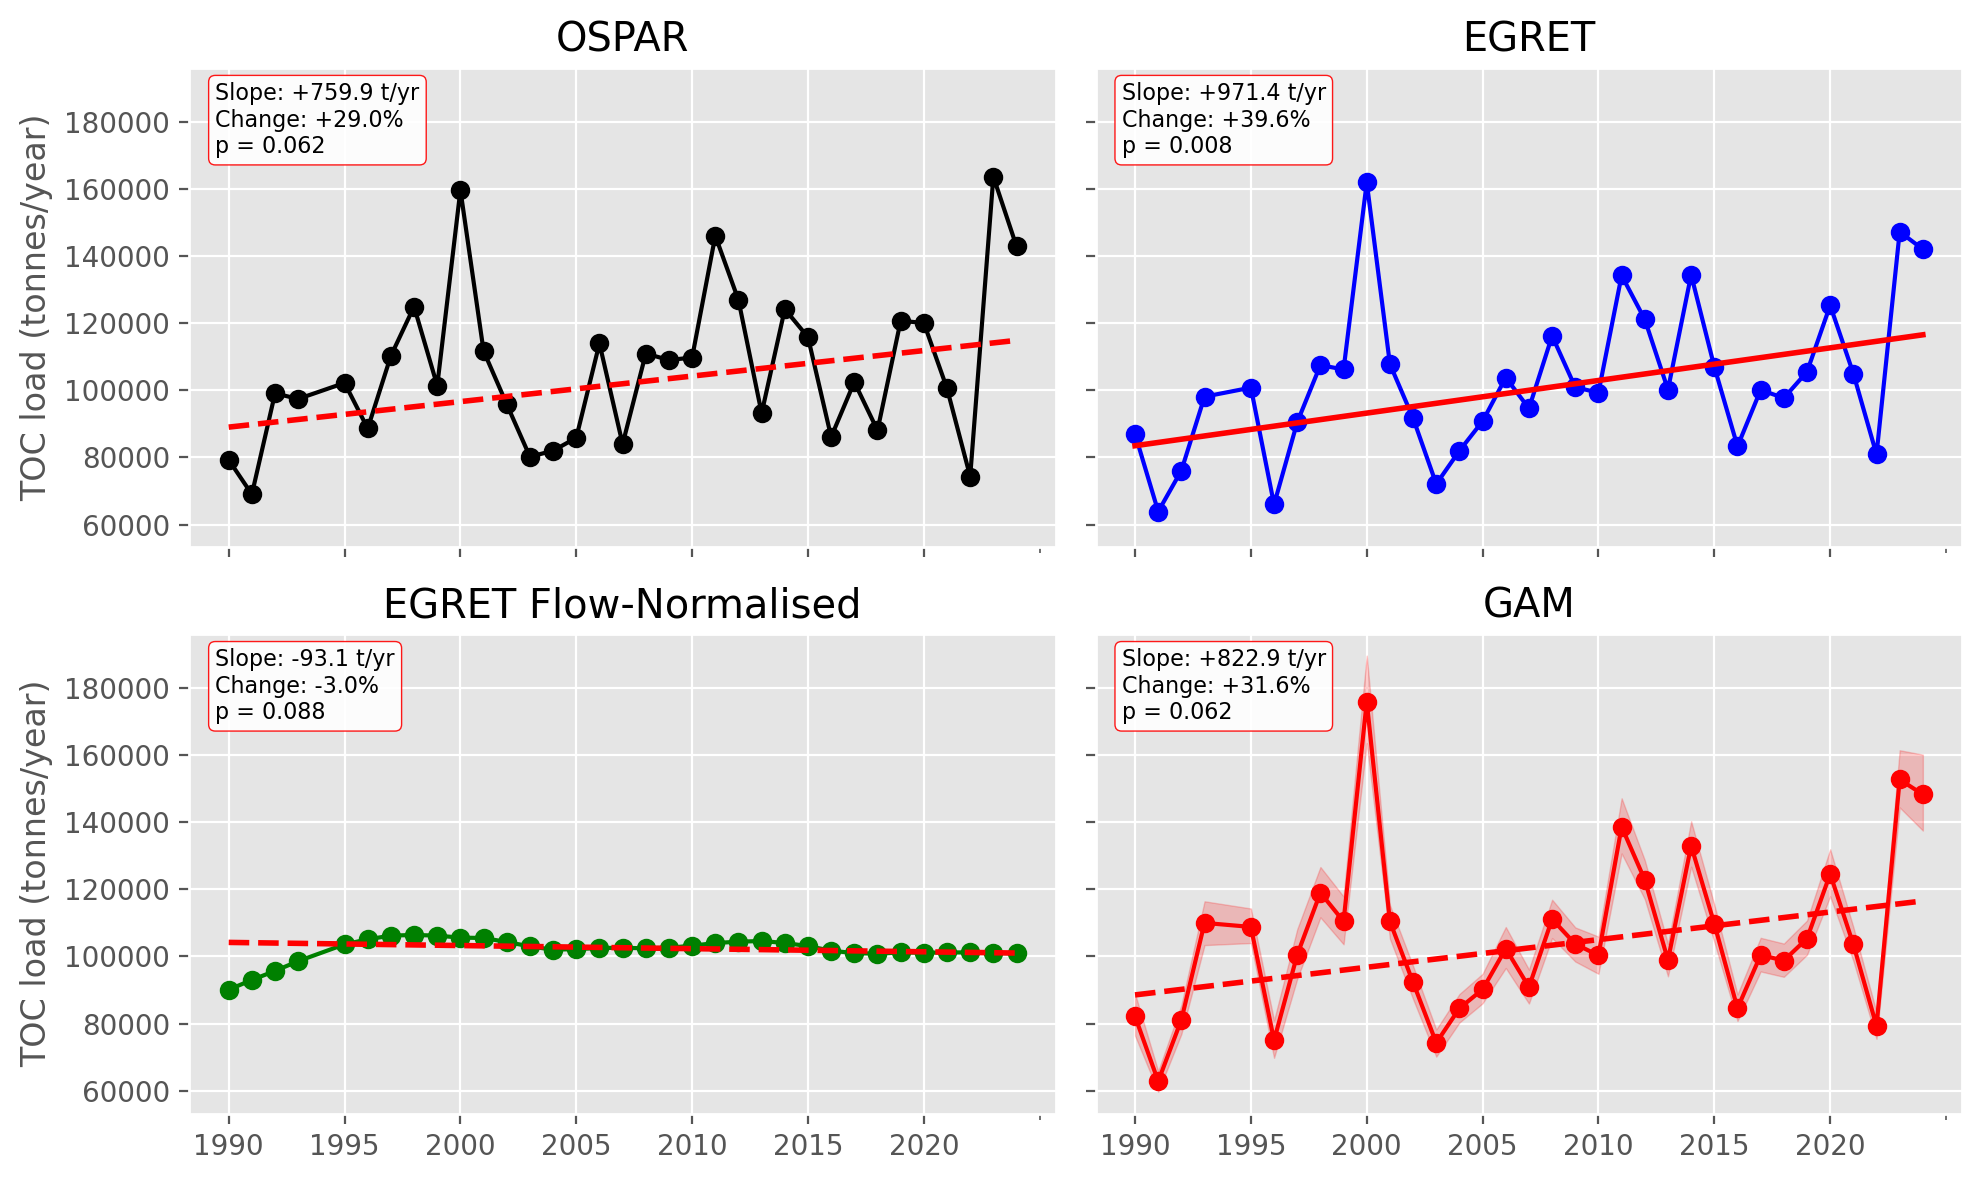 OSPAR
EGRET
TOC load (tonnes/year)
180000
160000
140000
120000
100000
80000
60000
Slope: +759.9 t/yr
Change: +29.0%
p = 0.062
Slope: +971.4 t/yr
Change: +39.6%
p = 0.008
EGRET Flow-Normalised
GAM
TOC load (tonnes/year)
180000
160000
140000
120000
100000
80000
60000
Slope: -93.1 t/yr
Change: -3.0%
p = 0.088
Slope: +822.9 t/yr
Change: +31.6%
p = 0.062
1990 1995 2000 2005 2010 2015 2020
1990 1995 2000 2005 2010 2015 2020